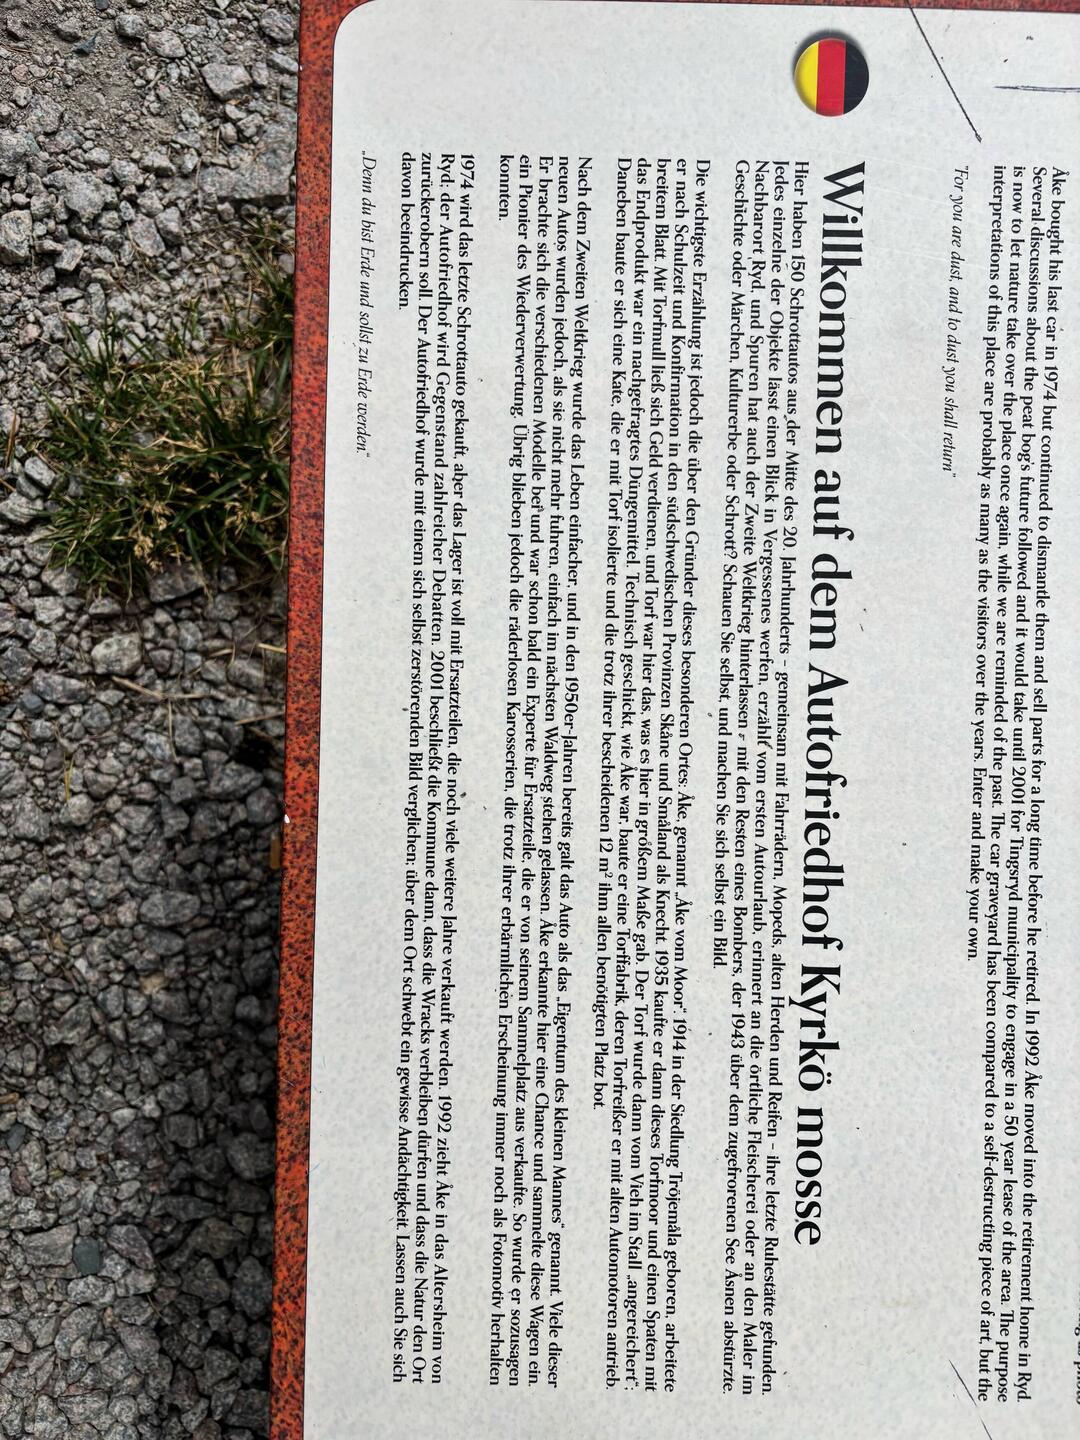 Åke bought his last car in 1974 but continued to dismantle them and sell parts for a long time before he retired. In 1992 Åke moved into the retirement home in Ryd.
Several discussions about the peat bog's future followed and it would take until 2001 for Tingsryd municipality to engage in a 50 year lease of the area. The purpose
is now to let nature take over the place once again, while we are reminded of the past. The car graveyard has been compared to a self-destructing piece of art, but the
interpretations of this place are probably as many as the visitors over the years. Enter and make your own.
"For you are dust, and to dust you shall return"
Willkommen auf dem Autofriedhof Kyrkö mosse
Hier haben 150 Schrottautos aus der Mitte des 20. Jahrhunderts – gemeinsam mit Fahrrädern, Mopeds, alten Herden und Reifen – ihre letzte Ruhestätte gefunden.
Jedes einzelne der Objekte lässt einen Blick in Vergessenes werfen, erzählt vom ersten Autourlaub, erinnert an die örtliche Fleischerei oder an den Maler im
Nachbarort Ryd, und Spuren hat auch der Zweite Weltkrieg hinterlassen – mit den Resten eines Bombers, der 1943 über dem zugefrorenen See Åsnen abstürzte.
Geschichte oder Märchen, Kulturerbe oder Schrott? Schauen Sie selbst, und machen Sie sich selbst ein Bild.
Die wichtigste Erzählung ist jedoch die über den Gründer dieses besonderen Ortes: Åke, genannt „Åke vom Moor". 1914 in der Siedlung Tröjemåla geboren, arbeitete
er nach Schulzeit und Konfirmation in den südschwedischen Provinzen Skåne und Småland als Knecht. 1935 kaufte er dann dieses Torfmoor und einen Spaten mit
breitem Blatt. Mit Torfmull ließ sich Geld verdienen, und Torf war hier das, was es hier in großem Maße gab. Der Torf wurde dann vom Vieh im Stall „angereichert";
das Endprodukt war ein nachgefragtes Düngemittel. Technisch geschickt, wie Åke war, baute er eine Torffabrik, deren Torfreißer er mit alten Automotoren antrieb.
Daneben baute er sich eine Kate, die er mit Torf isolierte und die trotz ihrer bescheidenen 12 m² ihm allen benötigten Platz bot.
Nach dem Zweiten Weltkrieg wurde das Leben einfacher, und in den 1950er-Jahren bereits galt das Auto als das „Eigentum des kleinen Mannes" genannt. Viele dieser
neuen Autos wurden jedoch, als sie nicht mehr fuhren, einfach im nächsten Waldweg stehen gelassen. Åke erkannte hier eine Chance und sammelte diese Wagen ein.
Er brachte sich die verschiedenen Modelle bei und war schon bald ein Experte für Ersatzteile, die er von seinem Sammelplatz aus verkaufte. So wurde er sozusagen
ein Pionier des Wiederverwertung. Übrig blieben jedoch die räderlosen Karosserien, die trotz ihrer erbärmlichen Erscheinung immer noch als Fotomotiv herhalten
konnten.
1974 wird das letzte Schrottauto gekauft, aber das Lager ist voll mit Ersatzteilen, die noch viele weitere Jahre verkauft werden. 1992 zieht Åke in das Altersheim von
Ryd; der Autofriedhof wird Gegenstand zahlreicher Debatten. 2001 beschließt die Kommune dann, dass die Wracks verbleiben dürfen und dass die Natur den Ort
zurückerobern soll. Der Autofriedhof wurde mit einem sich selbst zerstörenden Bild verglichen; über dem Ort schwebt ein gewisse Andächtigkeit. Lassen auch Sie sich
davon beeindrucken.
„Denn du bist Erde und sollst zu Erde werden."